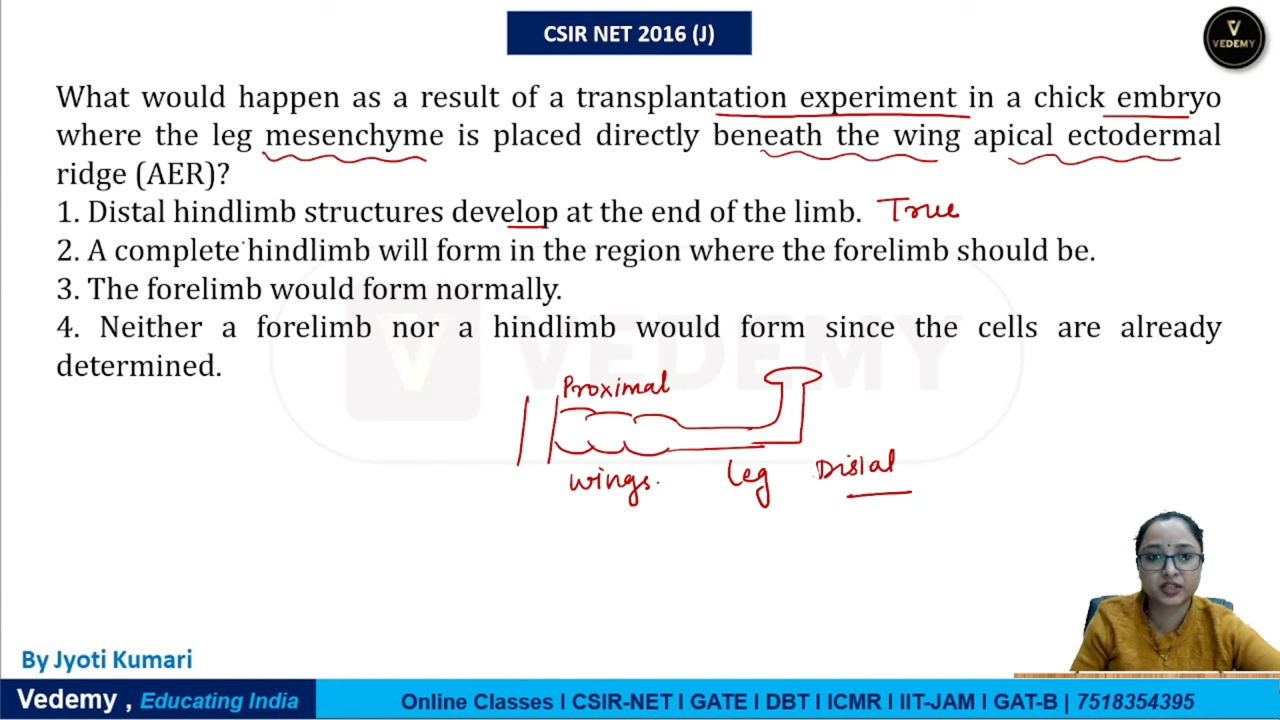 CSIR NET 2016 (J)
V
VEDEMY
What would happen as a result of a transplantation experiment in a chick embryo
where the leg mesenchyme is placed directly beneath the wing apical ectodermal
ridge (AER)?
1. Distal hindlimb structures develop at the end of the limb. True
2. A complete hindlimb will form in the region where the forelimb should be.
3. The forelimb would form normally.
4. Neither a forelimb nor a hindlimb would form since the cells are already
determined.
VEDEMY
Proximal
wings.
leg
Distal
By Jyoti Kumari
Vedemy , Educating India
Online Classes I CSIR-NET I GATE I DBT I ICMR I IIT-JAM I GAT-B | 7518354395